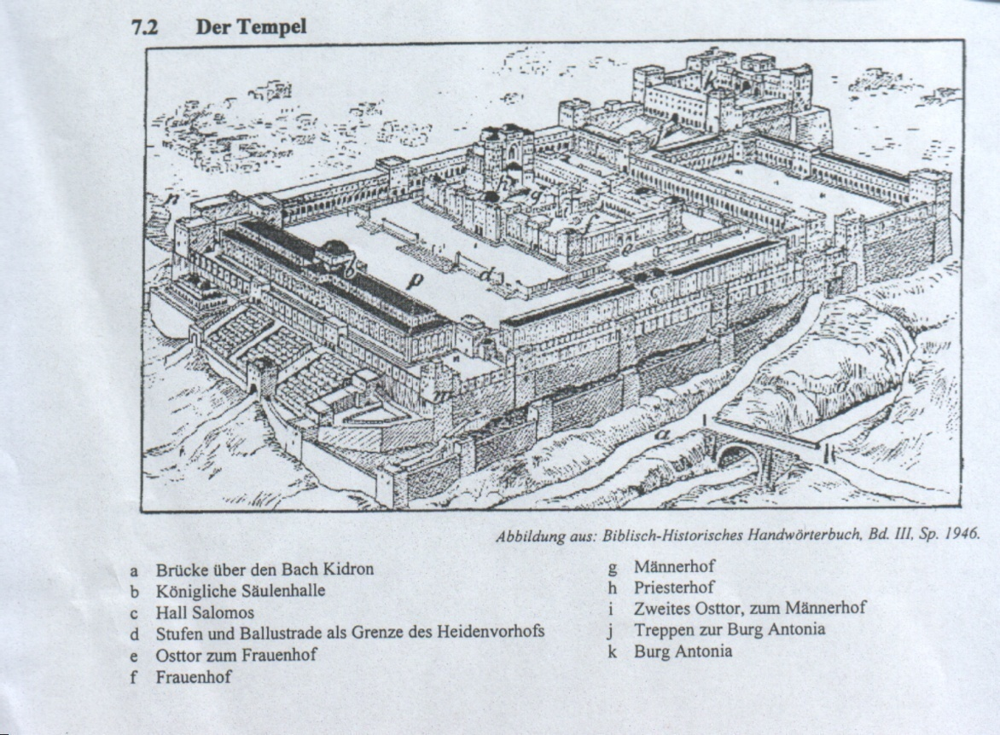 7.2 Der Tempel
k
n
h
g
f
e
b
p
d
c
m
a
Abbildung aus: Biblisch-Historisches Handwörterbuch, Bd. III, Sp. 1946.
a Brücke über den Bach Kidron
b Königliche Säulenhalle
c Hall Salomos
d Stufen und Ballustrade als Grenze des Heidenvorhofs
e Osttor zum Frauenhof
f Frauenhof
g Männerhof
h Priesterhof
i Zweites Osttor, zum Männerhof
j Treppen zur Burg Antonia
k Burg Antonia